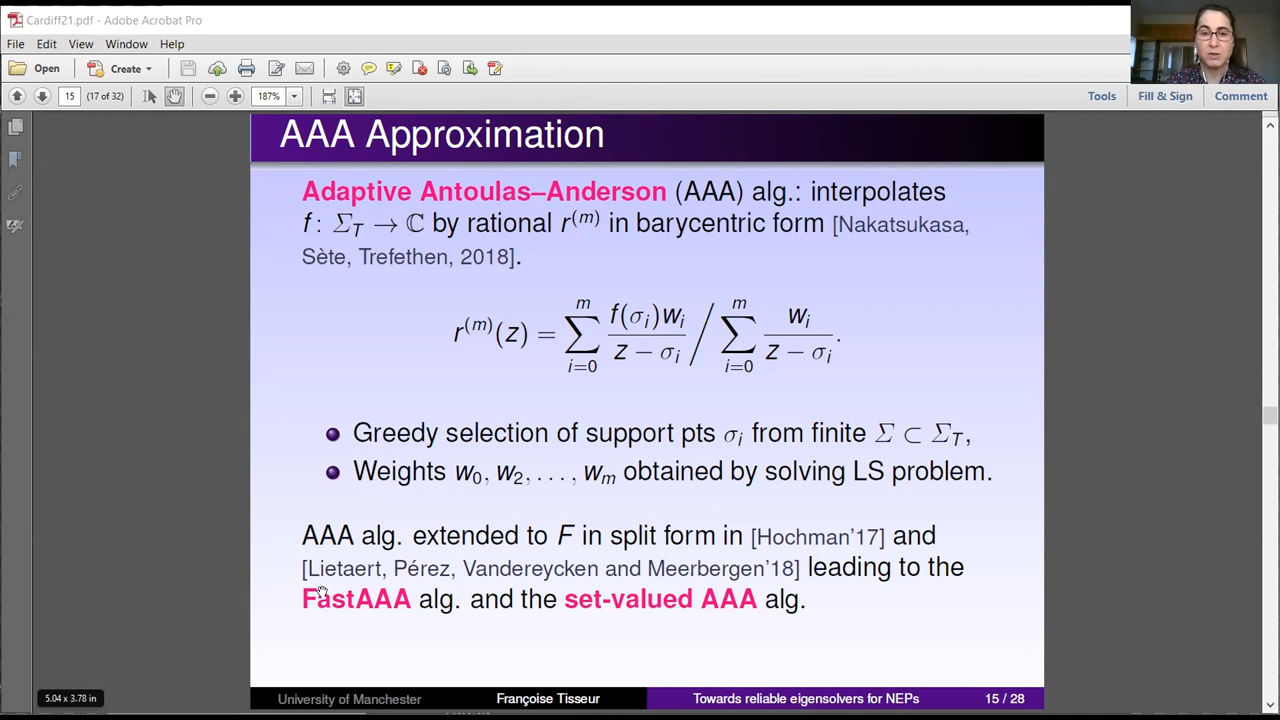 Cardiff21.pdf - Adobe Acrobat Pro
File Edit View Window Help
Open Create
15 (17 of 32) 187% Tools Fill & Sign Comment
AAA Approximation
Adaptive Antoulas–Anderson (AAA) alg.: interpolates
f: Σ_T → ℂ by rational r^(m) in barycentric form [Nakatsukasa,
Sète, Trefethen, 2018].
r^(m)(z) = ∑_{i=0}^{m} f(σ_i)w_i / (z − σ_i) / ∑_{i=0}^{m} w_i / (z − σ_i).
Greedy selection of support pts σ_i from finite Σ ⊂ Σ_T,
Weights w_0, w_2, . . . , w_m obtained by solving LS problem.
AAA alg. extended to F in split form in [Hochman'17] and
[Lietaert, Pérez, Vandereycken and Meerbergen'18] leading to the
FastAAA alg. and the set-valued AAA alg.
5.04 x 3.78 in
University of Manchester Françoise Tisseur Towards reliable eigensolvers for NEPs 15 / 28